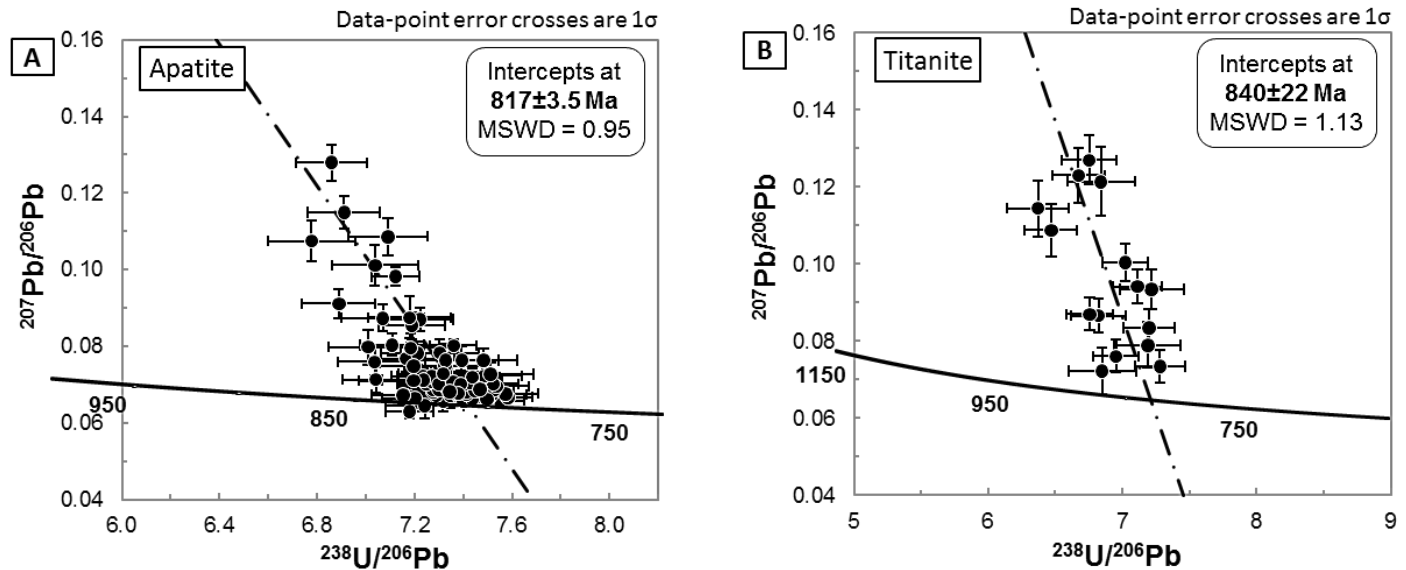 Data-point error crosses are 1σ
A
Apatite
Intercepts at
817±3.5 Ma
MSWD = 0.95
0.16
0.14
0.12
0.10
0.08
0.06
0.04
²⁰⁷Pb/²⁰⁶Pb
950
850
750
6.0
6.4
6.8
7.2
7.6
8.0
²³⁸U/²⁰⁶Pb
Data-point error crosses are 1σ
B
Titanite
Intercepts at
840±22 Ma
MSWD = 1.13
0.16
0.14
0.12
0.10
0.08
0.06
0.04
²⁰⁷Pb/²⁰⁶Pb
1150
950
750
5
6
7
8
9
²³⁸U/²⁰⁶Pb